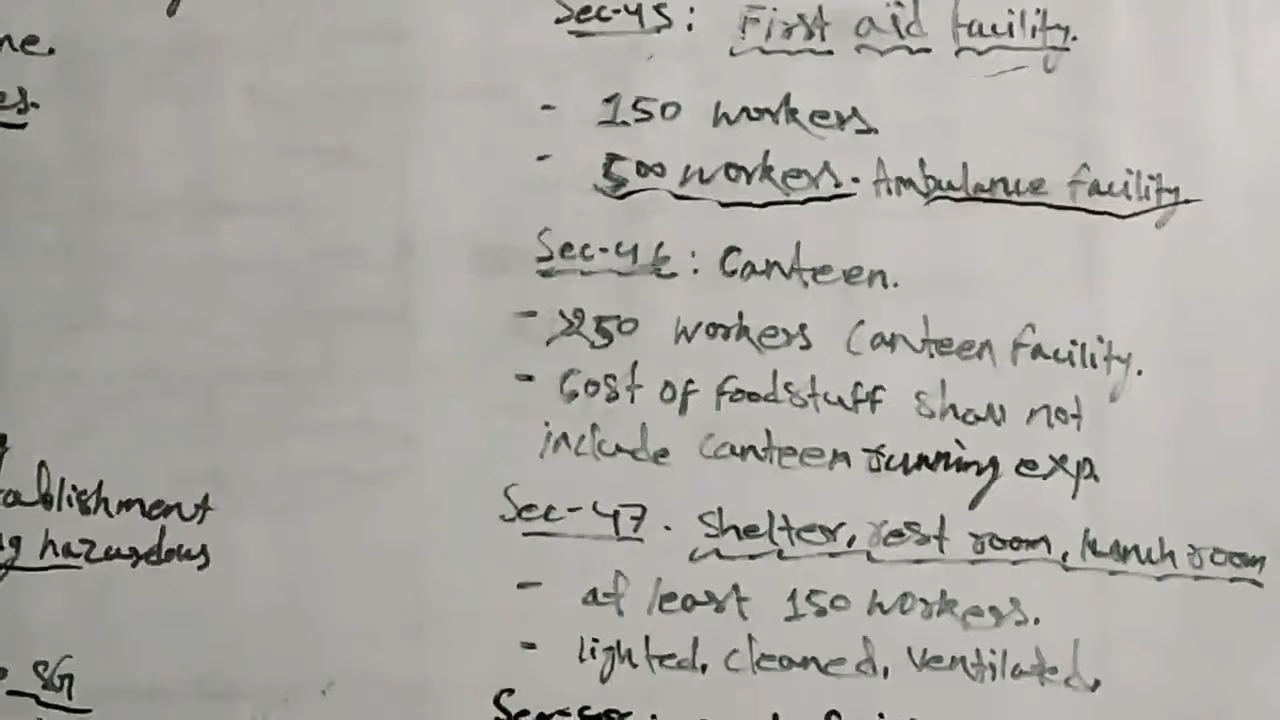 ne.
es.
ablishment
g hazardous
SG
Sec-45: First aid facility.
- 150 workers
- 500 workers. Ambulance facility
Sec-46: Canteen.
- >250 workers Canteen facility.
- Cost of foodstuff shall not
include canteen running exp.
Sec-47. Shelter, rest room, lunch room
- at least 150 workers.
- lighted, cleaned, ventilated,